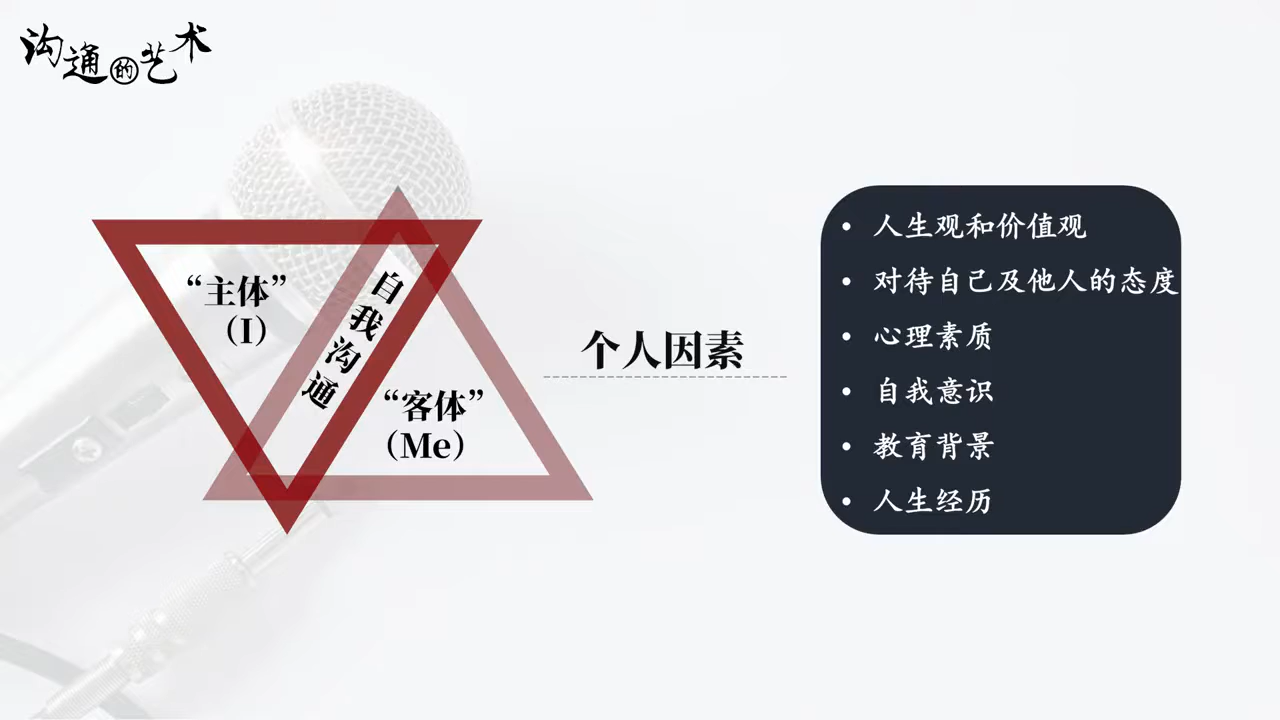 沟通的艺术
“主体”
(I)
自我沟通
“客体”
(Me)
个人因素
• 人生观和价值观
• 对待自己及他人的态度
• 心理素质
• 自我意识
• 教育背景
• 人生经历